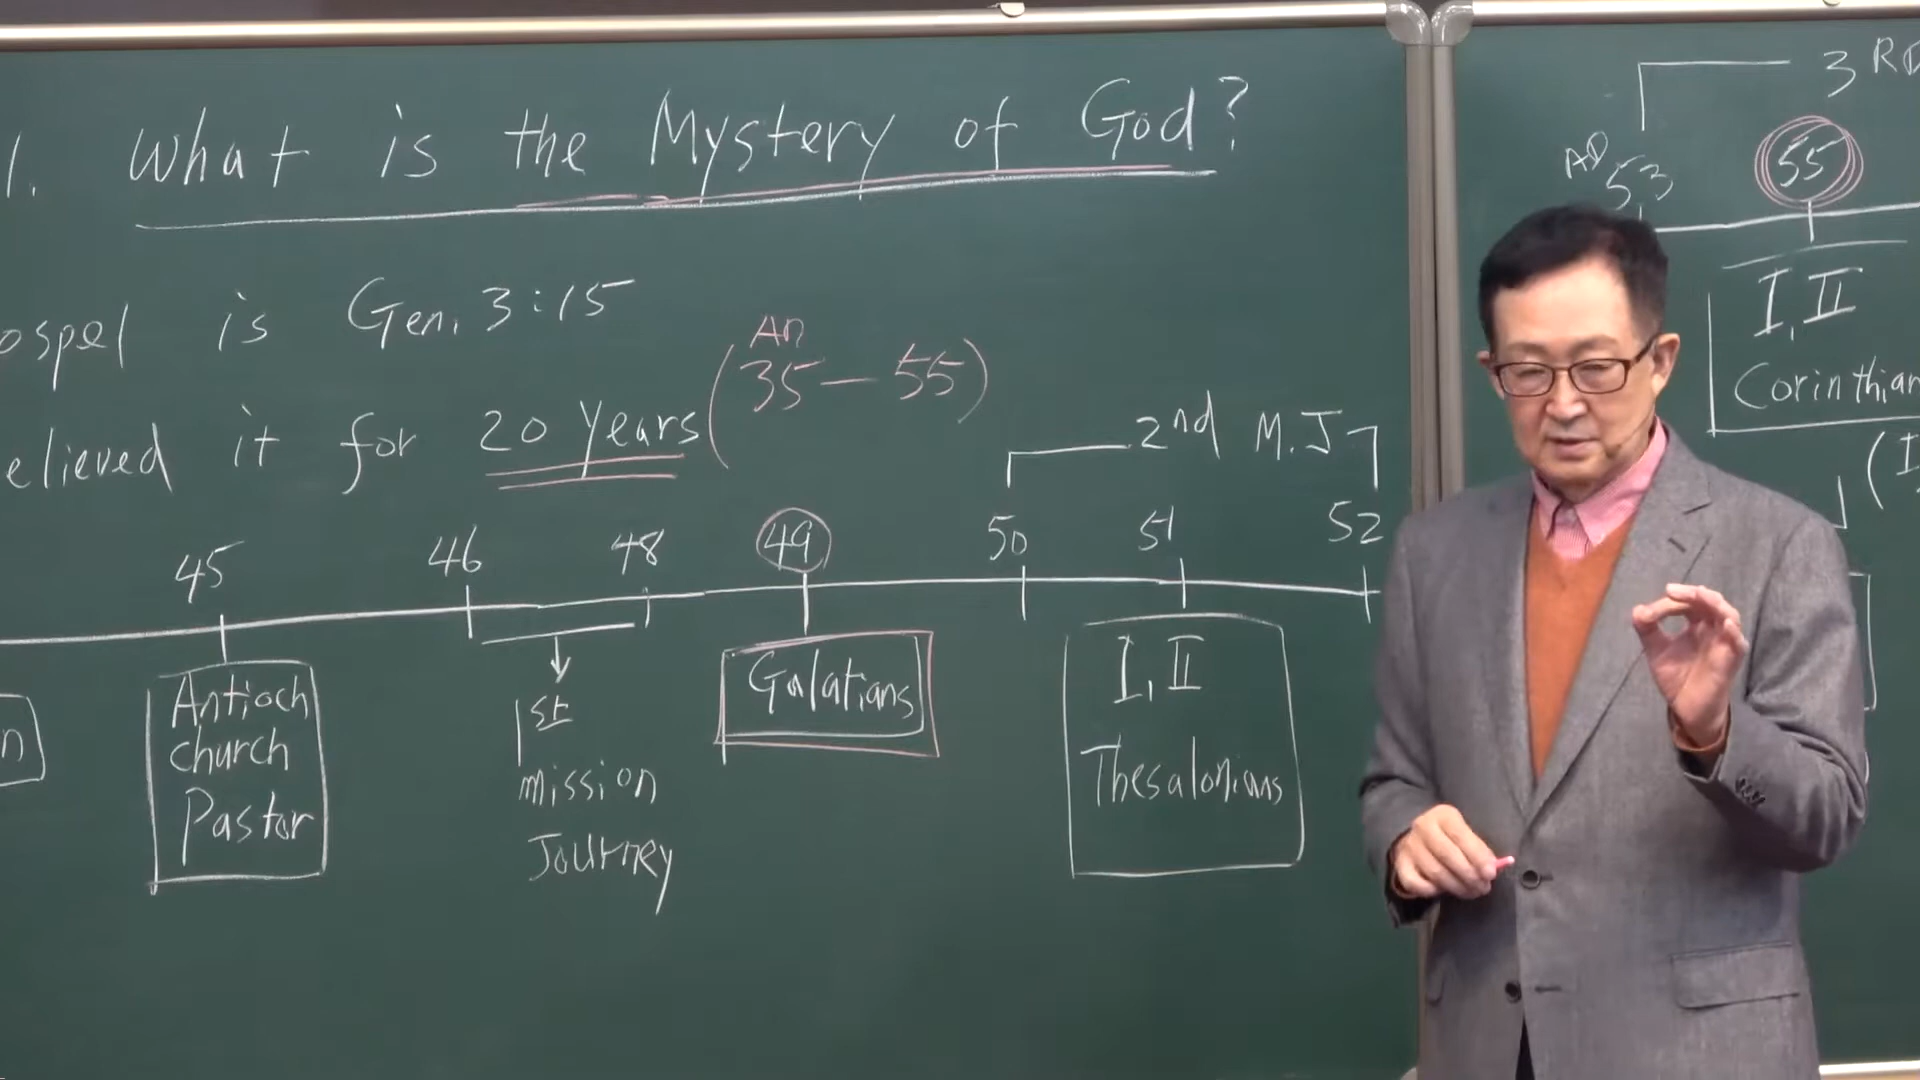 1. What is the Mystery of God?
ospel is Gen. 3:15
elieved it for 20 years (AD 35 — 55)
2nd M.J
45 46 48 49 50 51 52
Antioch
church
Pastor
1st
mission
Journey
Galatians
I, II
Thesalonians
n
3 RD
AD 53 55
I, II
Corinthian
(I